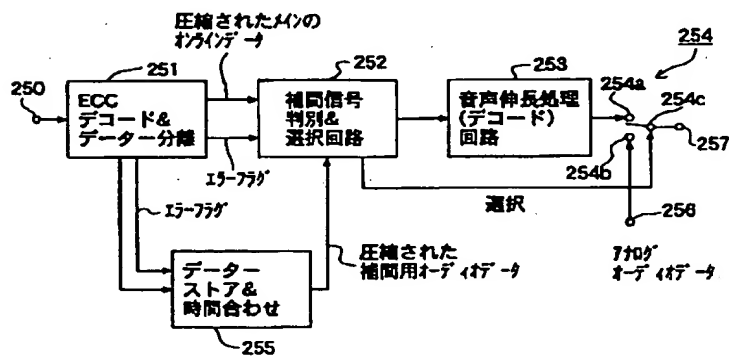 圧縮されたメインの
オンラインデータ
254
251
252
253
250
254a
254c
ECC
デコード&
データー分離
補間信号
判別&
選択回路
音声伸長処理
(デコード)
回路
257
254b
エラーフラグ
選択
256
エラーフラグ
圧縮された
補間用オーディオデータ
アナログ
オーディオデータ
データー
ストア&
時間合わせ
255